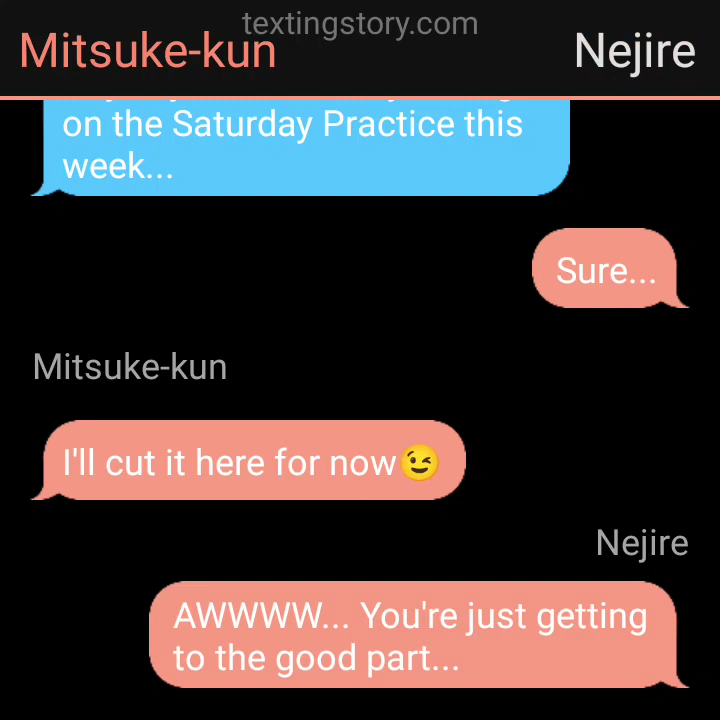 textingstory.com
Mitsuke-kun
Nejire
on the Saturday Practice this
week...
Sure...
Mitsuke-kun
I'll cut it here for now😉
Nejire
AWWWW... You're just getting
to the good part...